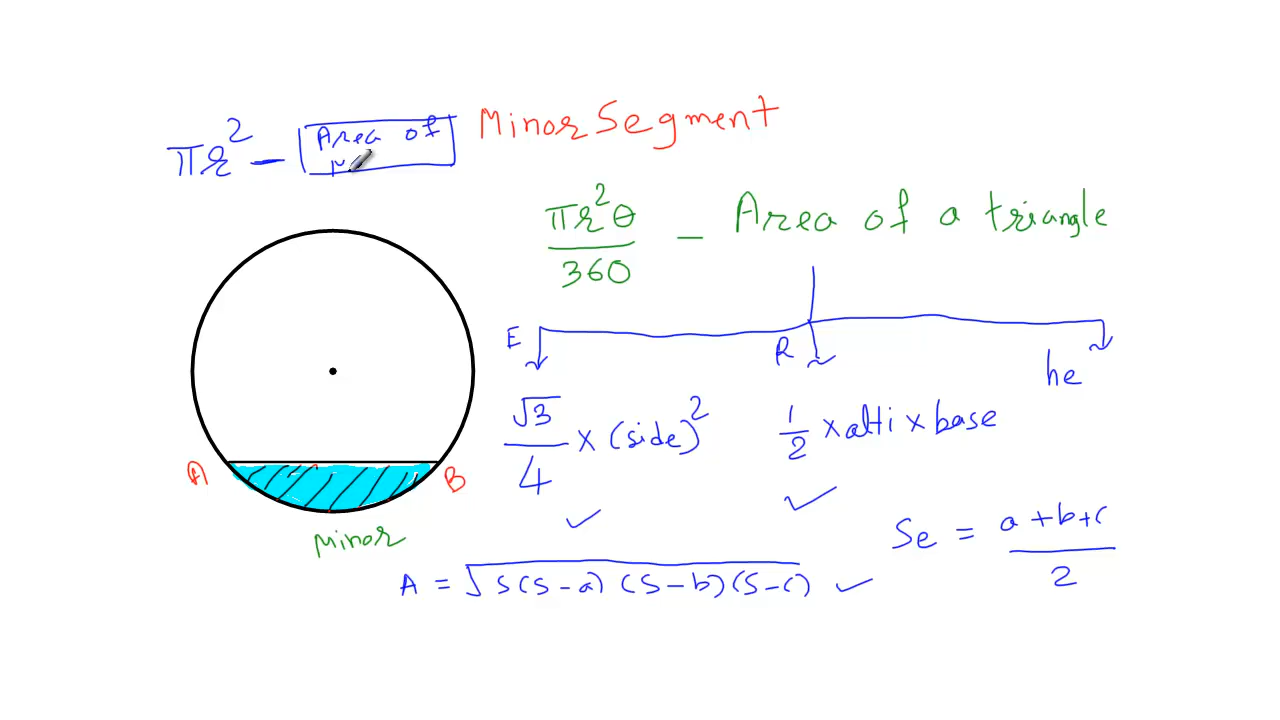 Minor Segment
πr² − Area of
πr²θ / 360 − Area of a triangle
E R he
√3 / 4 × (side)² 1/2 × alti × base
A B
Minor
Se = a + b + c / 2
A = √S(S − a) (S − b) (S − c)